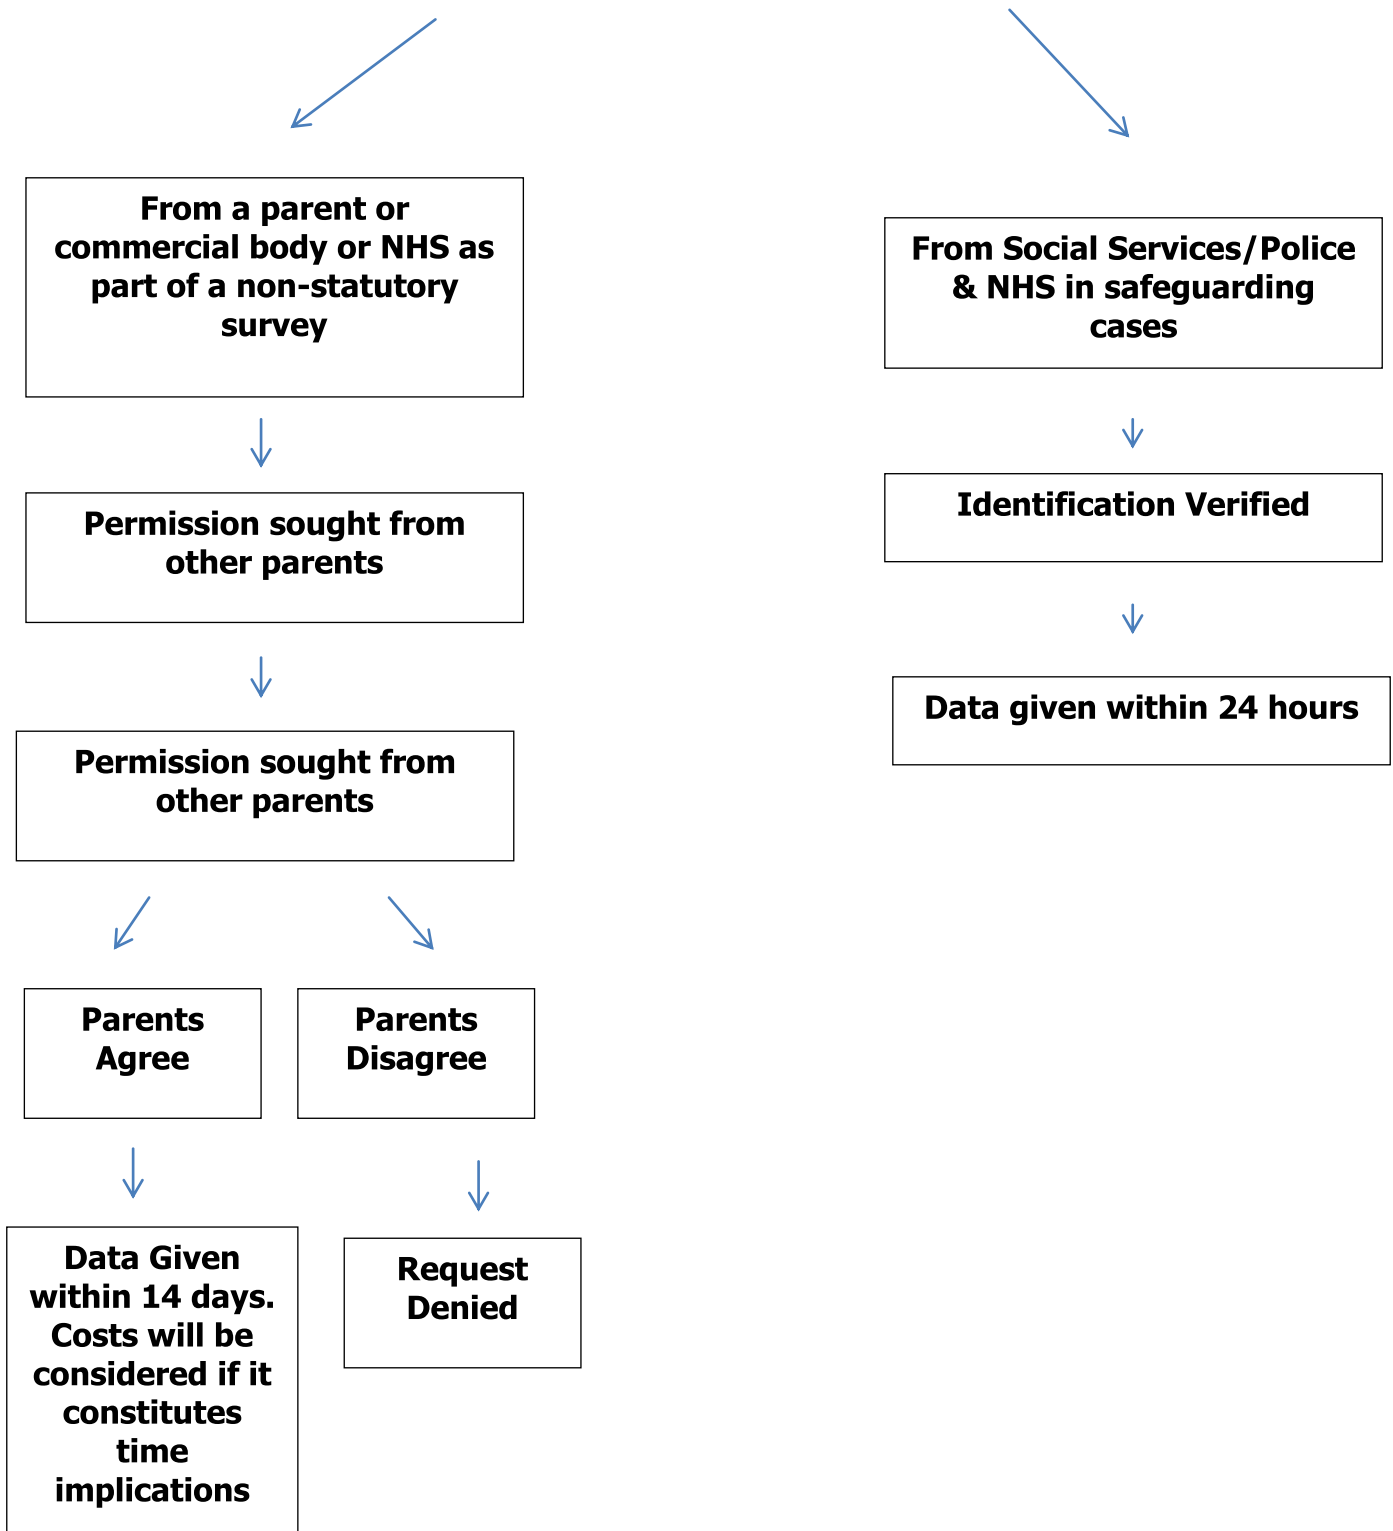 From a parent or
commercial body or NHS as
part of a non-statutory
survey
From Social Services/Police
& NHS in safeguarding
cases
Permission sought from
other parents
Identification Verified
Permission sought from
other parents
Data given within 24 hours
Parents
Agree
Parents
Disagree
Data Given
within 14 days.
Costs will be
considered if it
constitutes
time
implications
Request
Denied